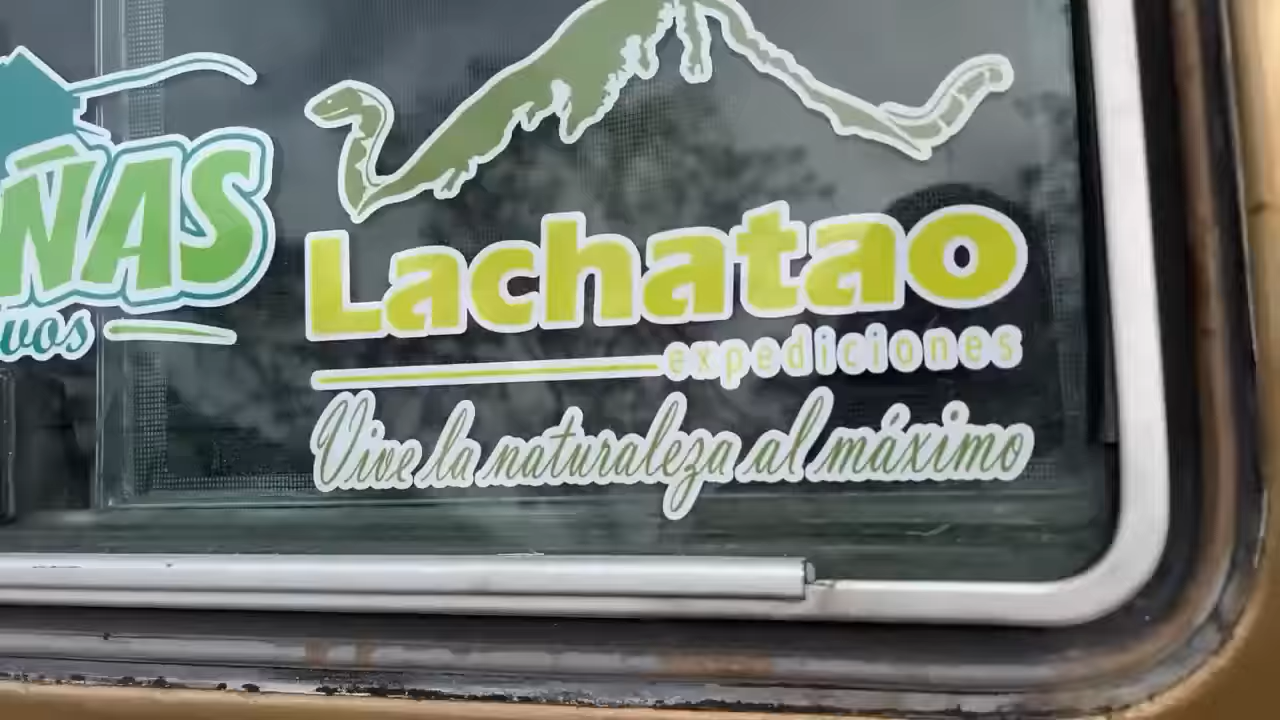 ÑAS
vos
Lachatao
expediciones
Vive la naturaleza al máximo